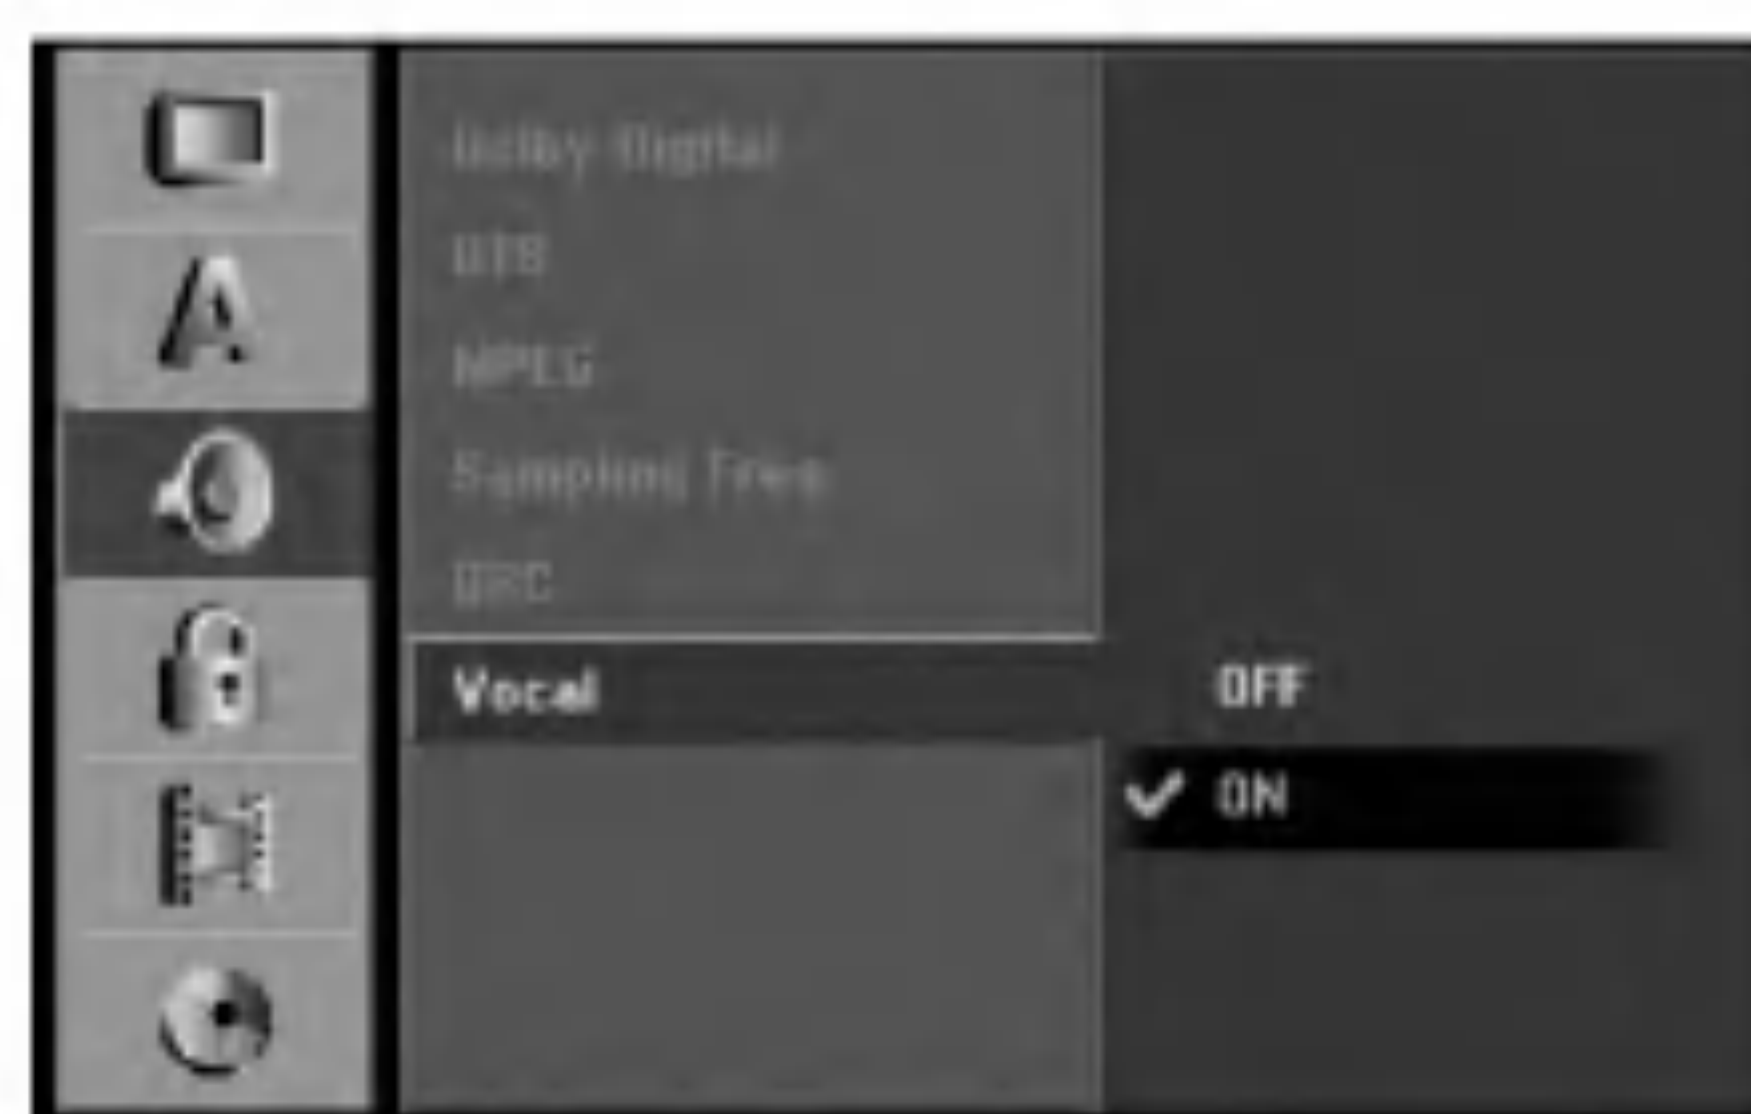 A
Dolby Digital
DTS
MPEG
Sampling Freq
DRC
Vocal
OFF
✓ ON